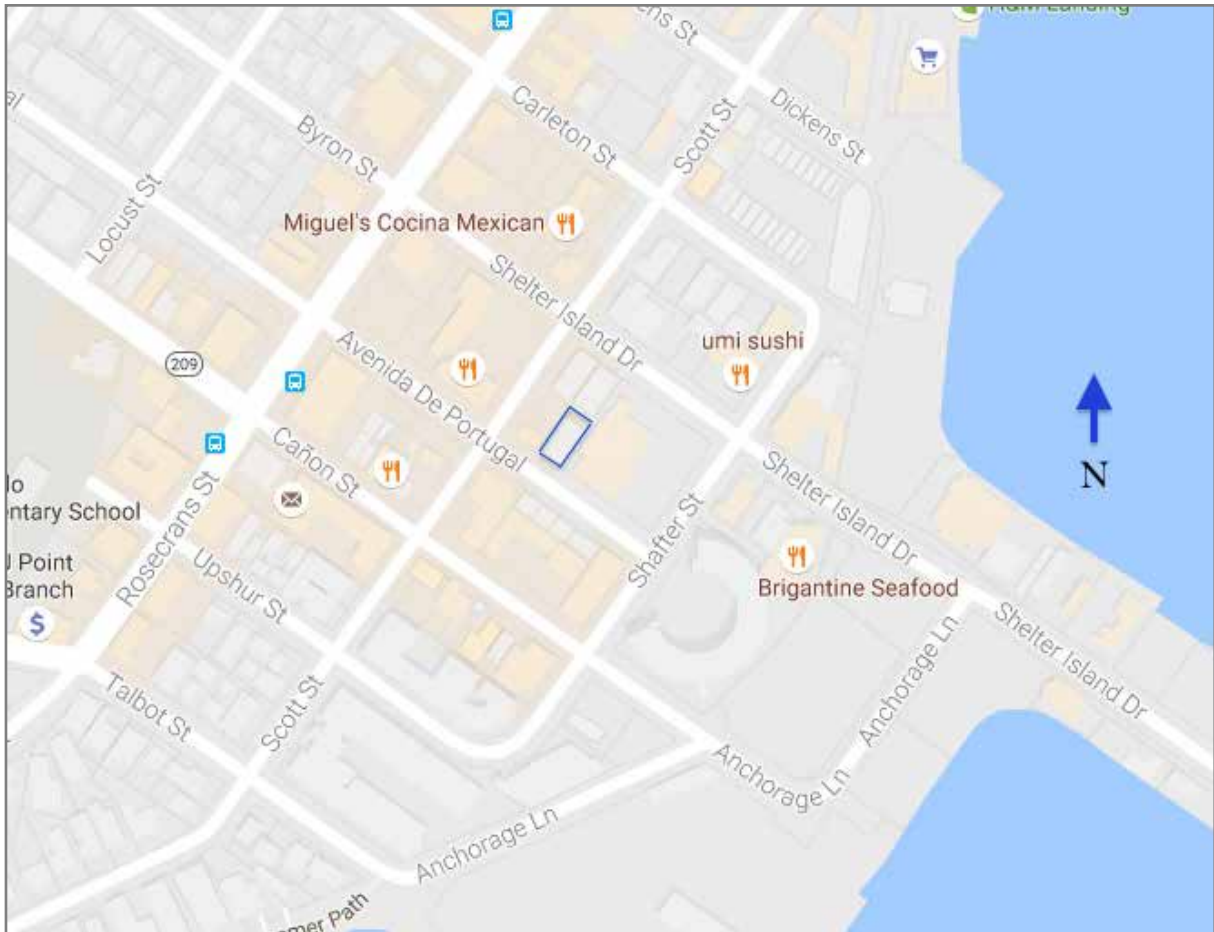 H&M Landing
Dickens St
Carleton St
Scott St
Byron St
Locust St
Miguel's Cocina Mexican
Shelter Island Dr
umi sushi
Avenida De Portugal
209
N
Cañon St
Shelter Island Dr
entary School
Rosecrans St
Shafter St
Point
Branch
Upshur St
Brigantine Seafood
$
Anchorage Ln
Shelter Island Dr
Talbot St
Scott St
Anchorage Ln
Anchorage Ln